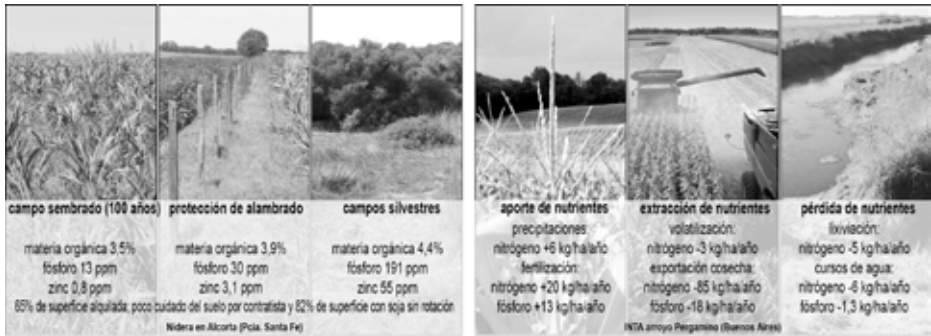 campo sembrado (100 años)
materia orgánica 3,5%
fósforo 13 ppm
zinc 0,8 ppm
protección de alambrado
materia orgánica 3,9%
fósforo 30 ppm
zinc 3,1 ppm
campos silvestres
materia orgánica 4,4%
fósforo 191 ppm
zinc 55 ppm
65% de superficie alquilada; poco cuidado del suelo por contratista y 82% de superficie con soja sin rotación
Nidera en Alcorta (Pcia. Santa Fe)
aporte de nutrientes
precipitaciones:
nitrógeno +6 kg/ha/año
fertilización:
nitrógeno +20 kg/ha/año
fósforo +13 kg/ha/año
extracción de nutrientes
volatilización:
nitrógeno -3 kg/ha/año
exportación cosecha:
nitrógeno -85 kg/ha/año
fósforo -18 kg/ha/año
pérdida de nutrientes
lixiviación:
nitrógeno -5 kg/ha/año
cursos de agua:
nitrógeno -6 kg/ha/año
fósforo -1,3 kg/ha/año
INTA arroyo Pergamino (Buenos Aires)